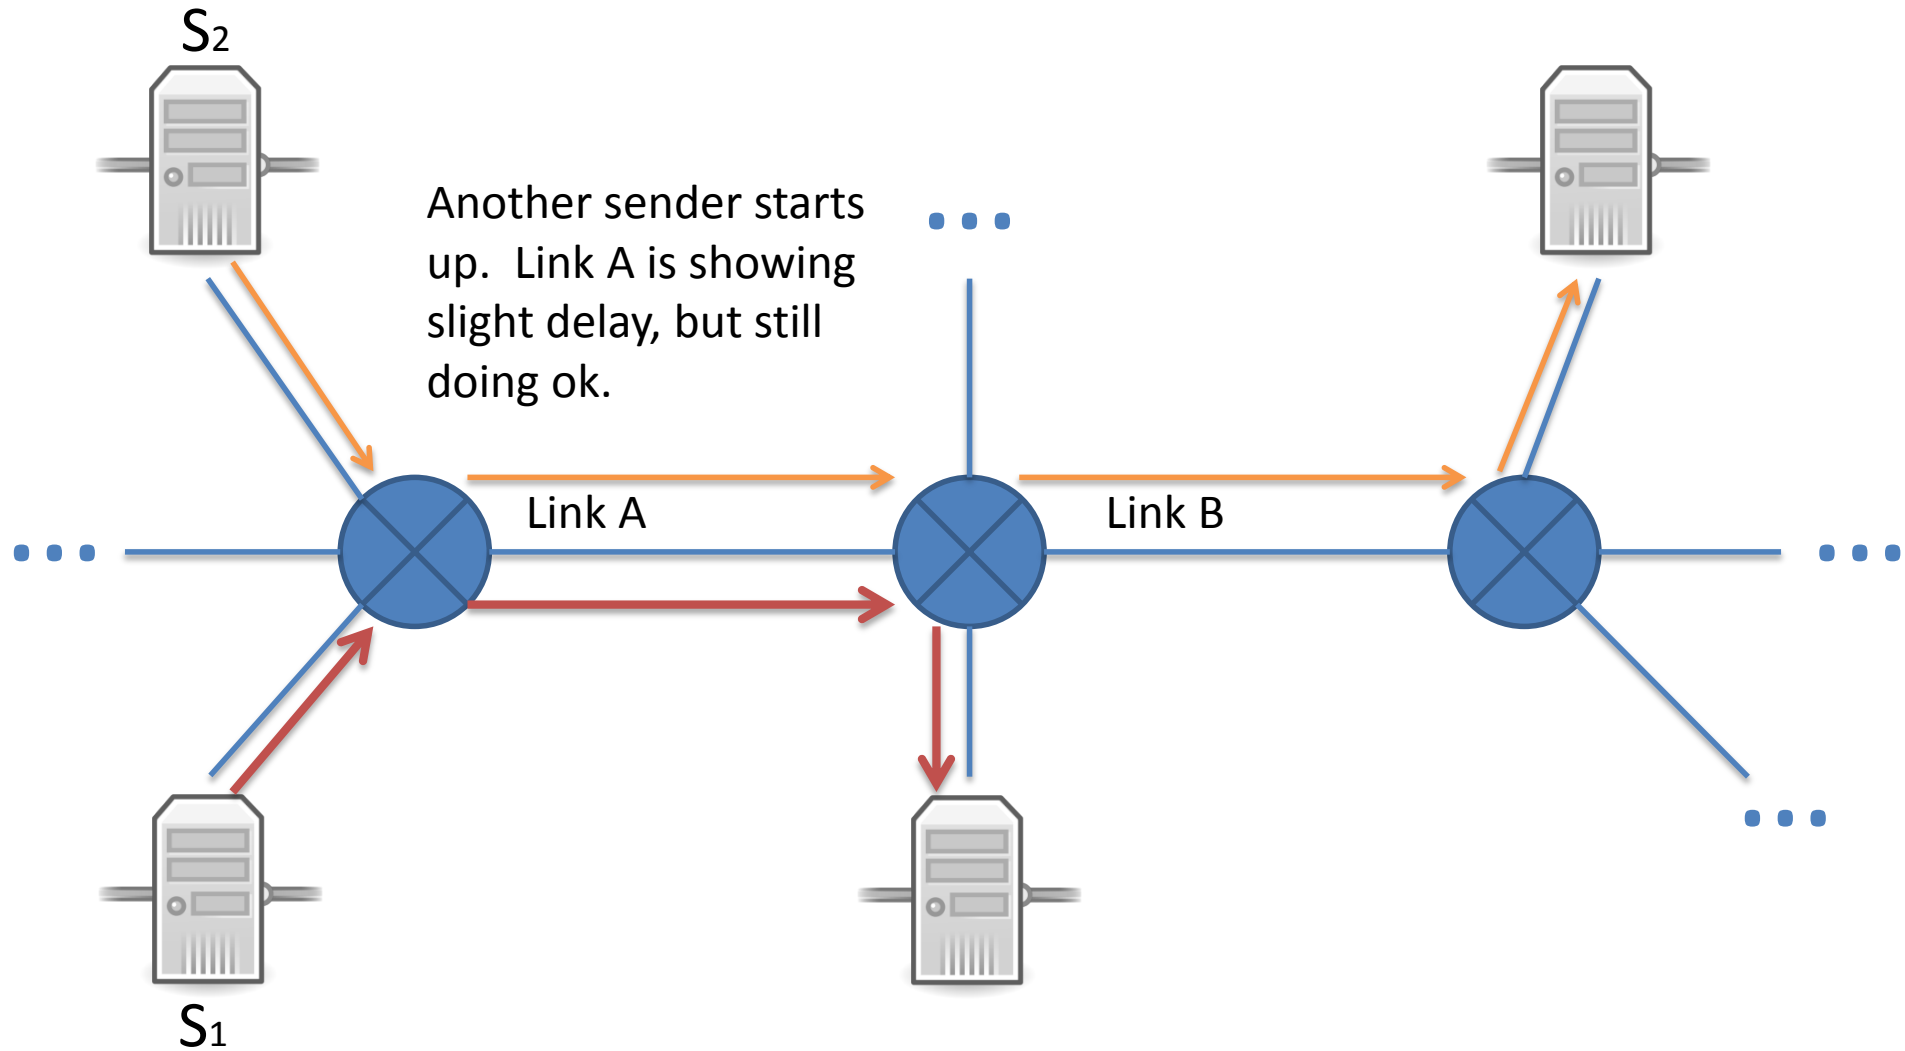 S2
Another sender starts
up.  Link A is showing
slight delay, but still
doing ok.
Link A
Link B
S1